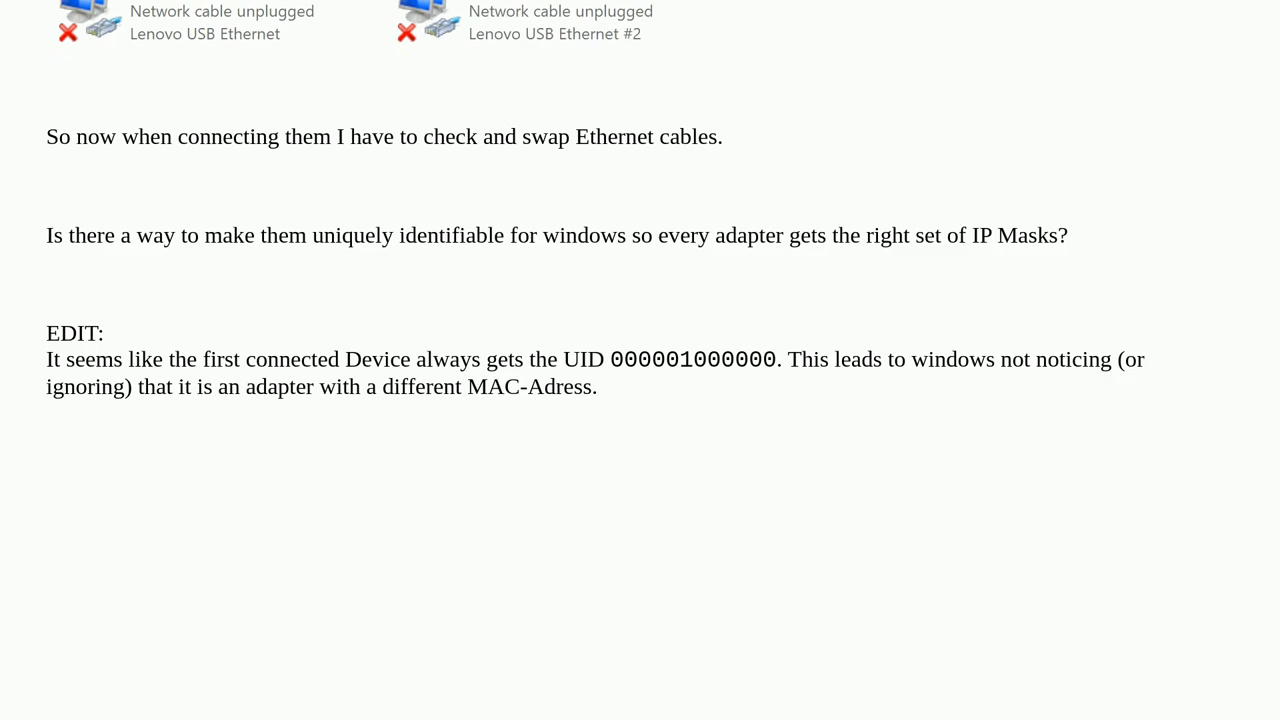 Network cable unplugged Network cable unplugged
Lenovo USB Ethernet Lenovo USB Ethernet #2
So now when connecting them I have to check and swap Ethernet cables.
Is there a way to make them uniquely identifiable for windows so every adapter gets the right set of IP Masks?
EDIT:
It seems like the first connected Device always gets the UID 000001000000. This leads to windows not noticing (or
ignoring) that it is an adapter with a different MAC-Adress.